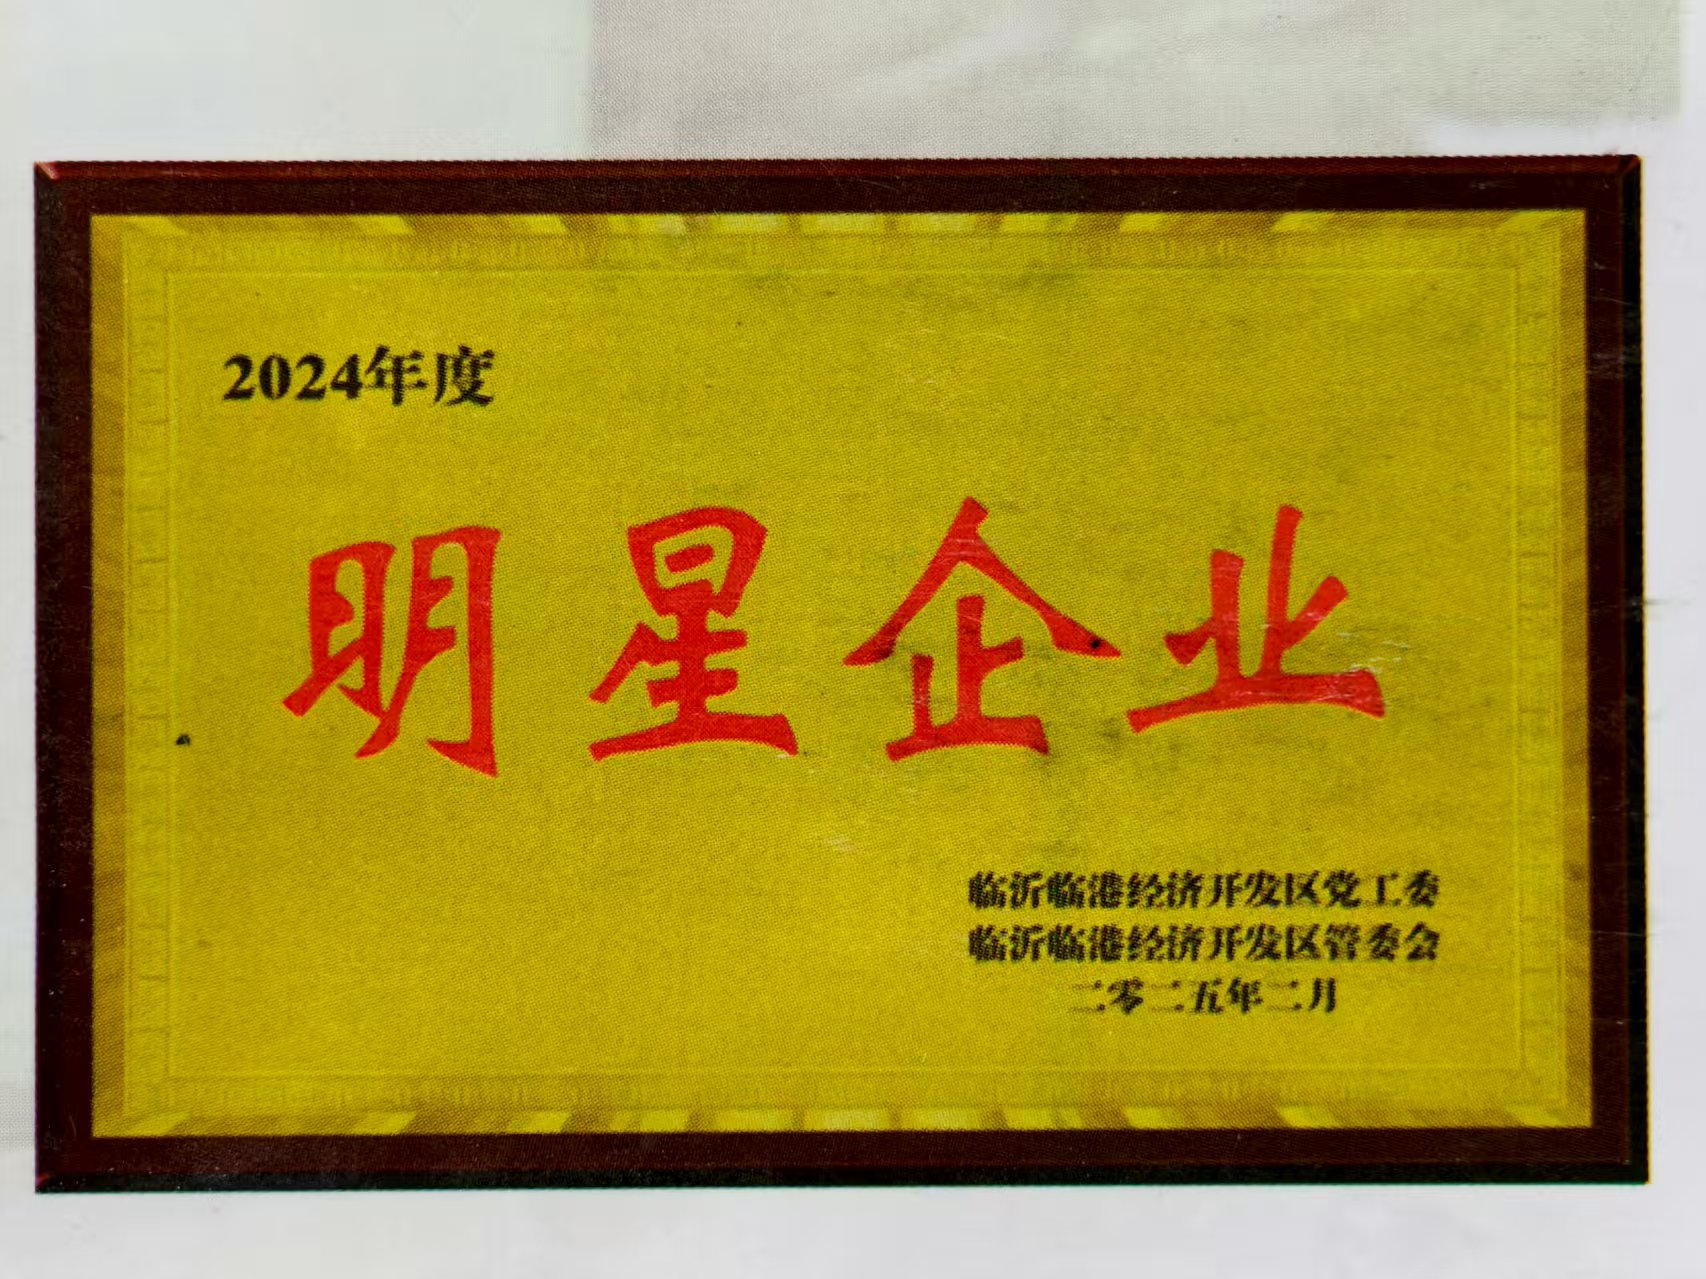 2024年度
明星企业
临沂临港经济开发区党工委
临沂临港经济开发区管委会
二零二五年二月